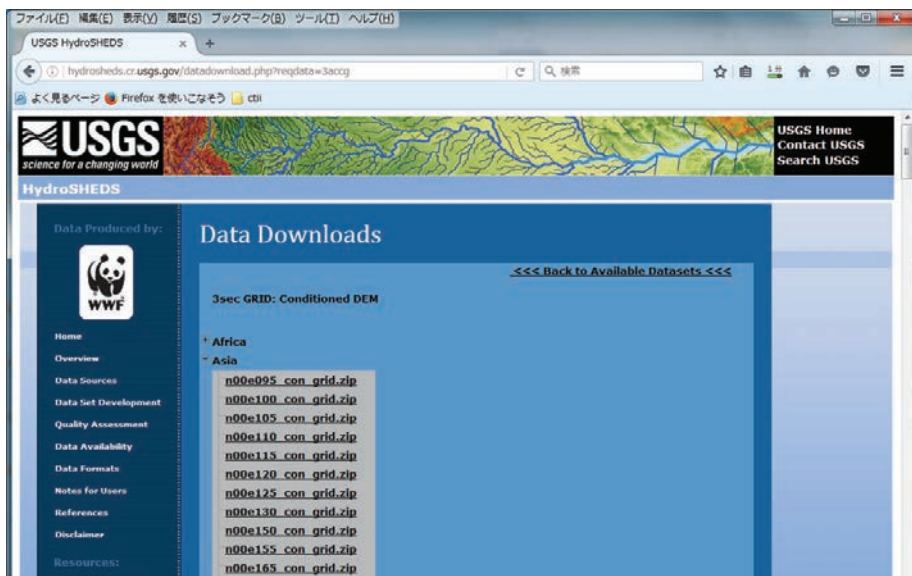 ファイル(F) 編集(E) 表示(V) 履歴(S) ブックマーク(B) ツール(T) ヘルプ(H)
USGS HydroSHEDS × +
hydrosheds.cr.usgs.gov/datadownload.php?reqdata=3accg 検索
よく見るページ Firefox を使いこなそう
USGS
science for a changing world
USGS Home
Contact USGS
Search USGS
HydroSHEDS
Data Produced by:
WWF
Home
Overview
Data Sources
Data Set Development
Quality Assessment
Data Availability
Data Formats
Notes for Users
References
Disclaimer
Resources:
Data Downloads
<<< Back to Available Datasets <<<
3sec GRID: Conditioned DEM
Africa
Asia
n00e095_con_grid.zip
n00e100_con_grid.zip
n00e105_con_grid.zip
n00e110_con_grid.zip
n00e115_con_grid.zip
n00e120_con_grid.zip
n00e125_con_grid.zip
n00e130_con_grid.zip
n00e150_con_grid.zip
n00e155_con_grid.zip
n00e165_con_grid.zip